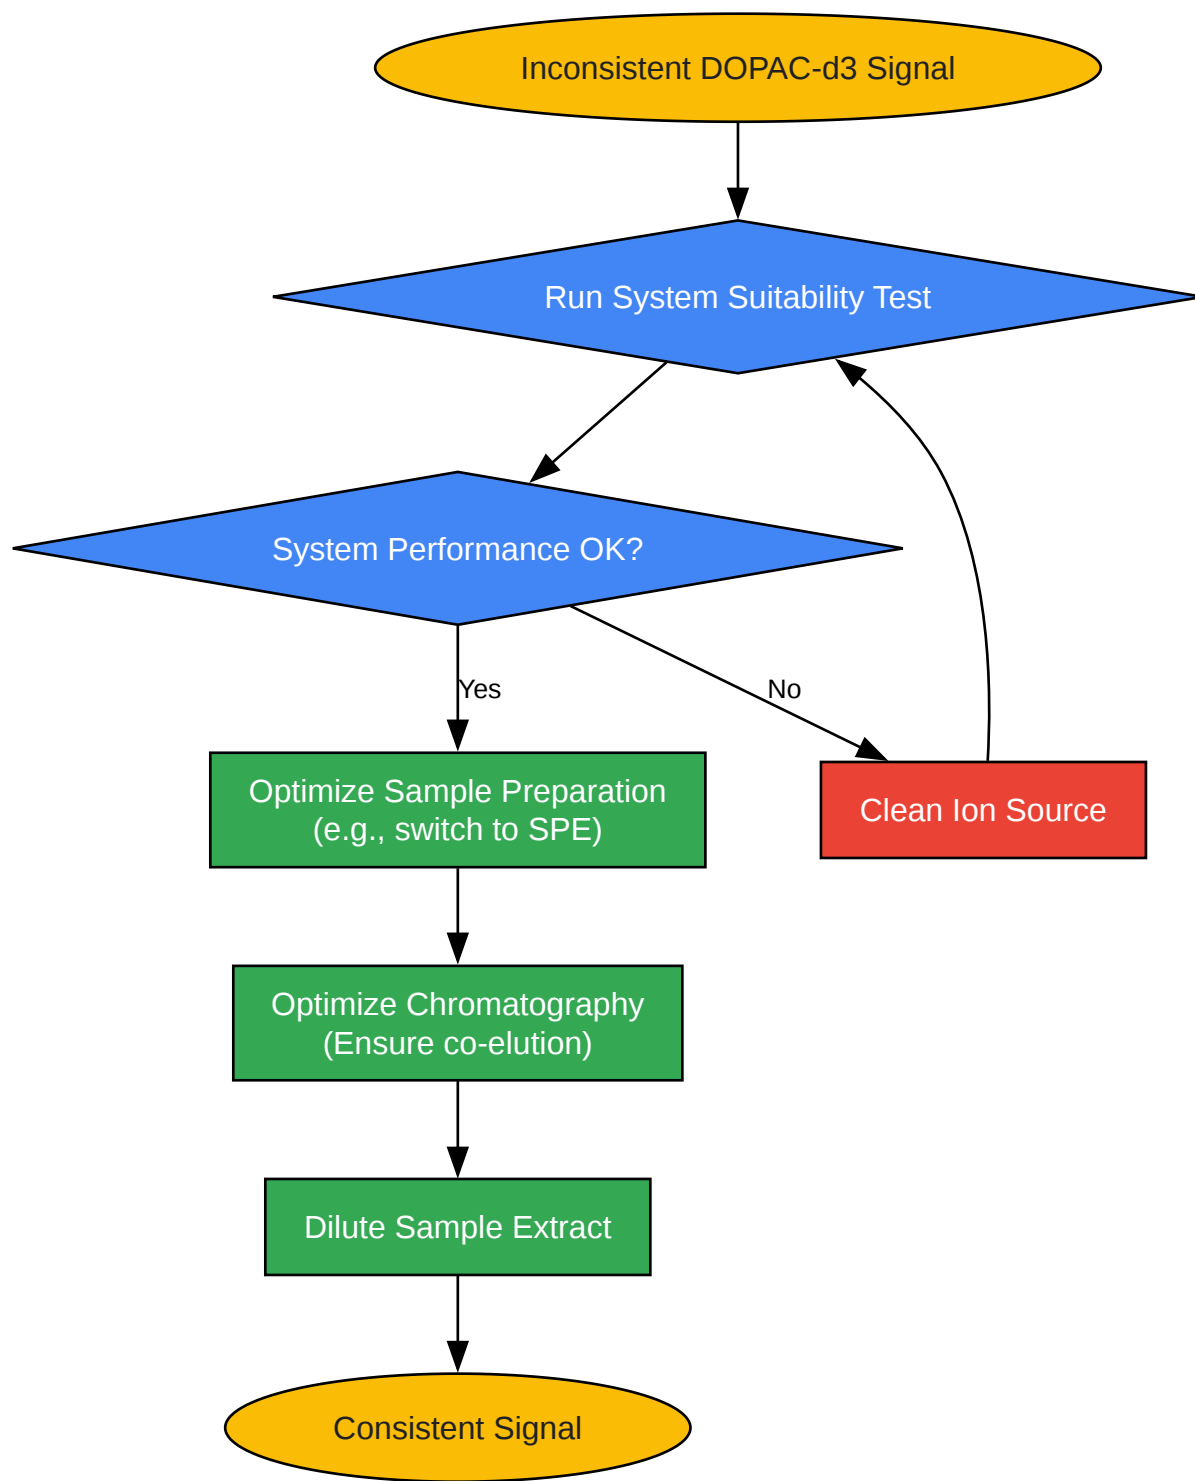 Inconsistent DOPAC-d3 Signal
Run System Suitability Test
System Performance OK?
Yes
No
Optimize Sample Preparation
(e.g., switch to SPE)
Clean Ion Source
Optimize Chromatography
(Ensure co-elution)
Dilute Sample Extract
Consistent Signal